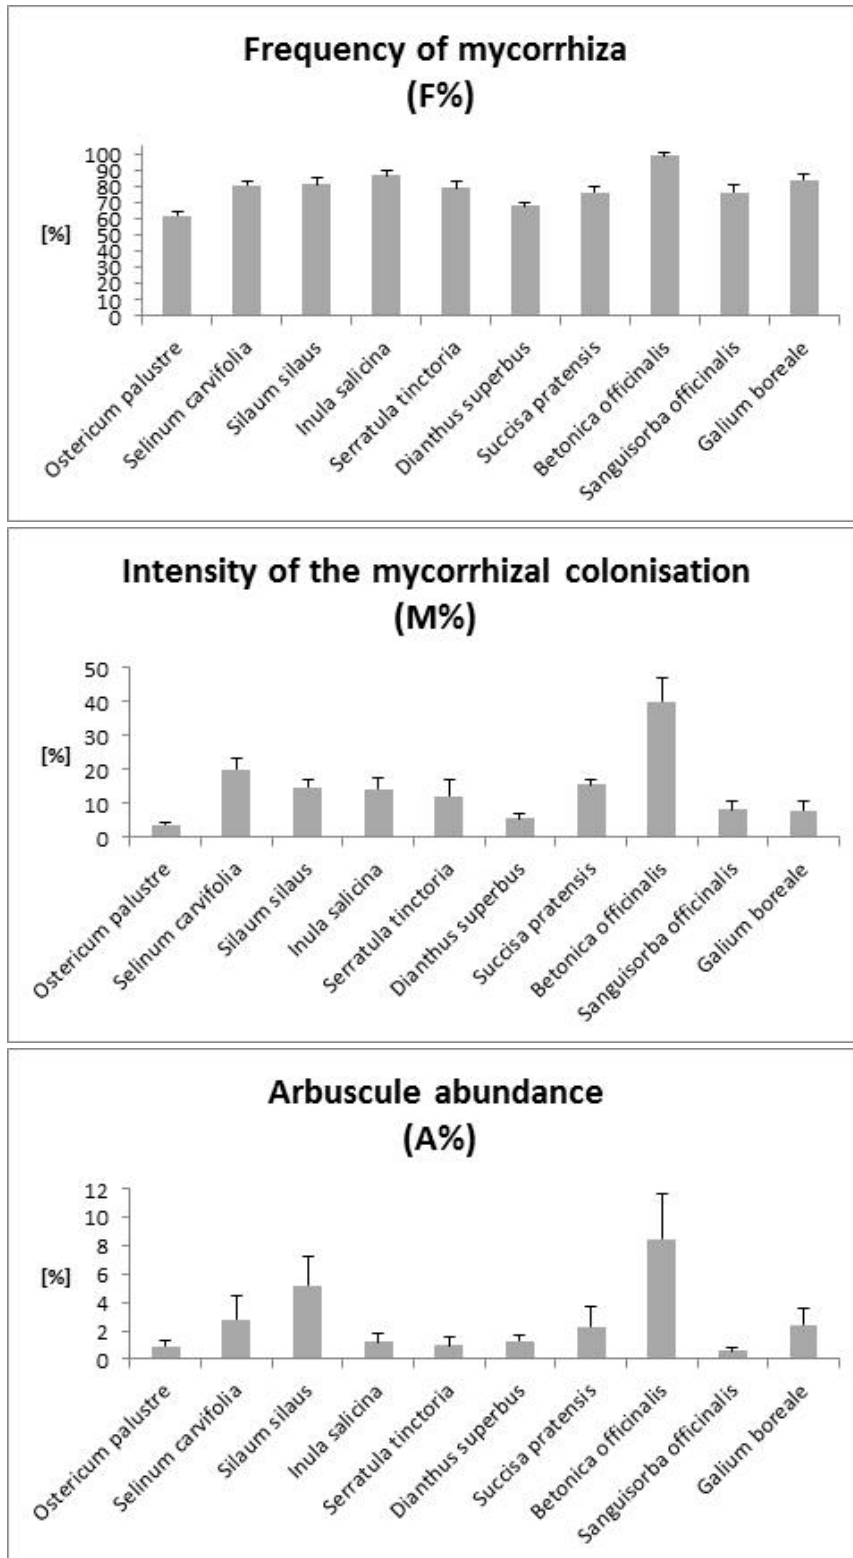 Frequency of mycorrhiza
(F%)
100
90
80
70
60
50
40
30
20
10
0
[%]
Ostericum palustre
Selinum carvifolia
Silaum silaus
Inula salicina
Serratula tinctoria
Dianthus superbus
Succisa pratensis
Betonica officinalis
Sanguisorba officinalis
Galium boreale
Intensity of the mycorrhizal colonisation
(M%)
50
40
30
20
10
0
[%]
Ostericum palustre
Selinum carvifolia
Silaum silaus
Inula salicina
Serratula tinctoria
Dianthus superbus
Succisa pratensis
Betonica officinalis
Sanguisorba officinalis
Galium boreale
Arbuscule abundance
(A%)
12
10
8
6
4
2
0
[%]
Ostericum palustre
Selinum carvifolia
Silaum silaus
Inula salicina
Serratula tinctoria
Dianthus superbus
Succisa pratensis
Betonica officinalis
Sanguisorba officinalis
Galium boreale